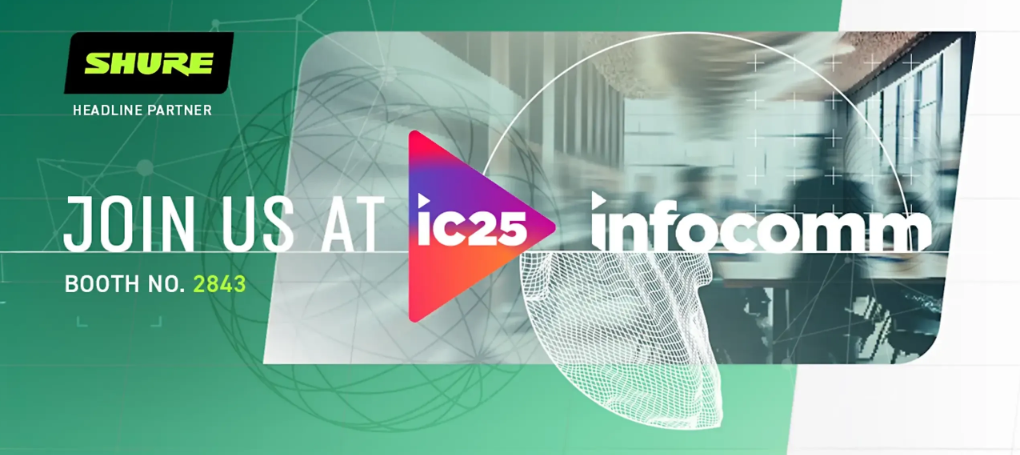 SHURE
HEADLINE PARTNER
JOIN US AT
ic25
infocomm
BOOTH NO. 2843